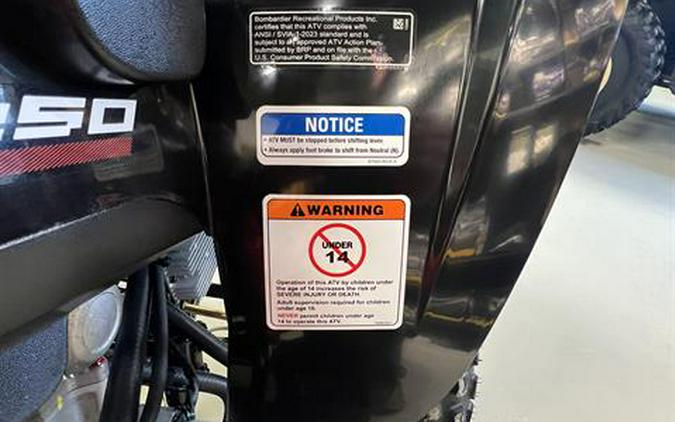 Bombardier Recreational Products Inc.
certifies that this ATV complies with
ANSI / SVIA-1-2023 standard and is
subject to an approved ATV Action Plan
submitted by BRP and on file with the
U.S. Consumer Product Safety Commission.
250
NOTICE
• ATV MUST be stopped before shifting lever.
• Always apply foot brake to shift from Neutral (N).
WARNING
UNDER
14
Operation of this ATV by children under
the age of 14 increases the risk of
SEVERE INJURY OR DEATH.
Adult supervision required for children
under age 16.
NEVER permit children under age
14 to operate this ATV.